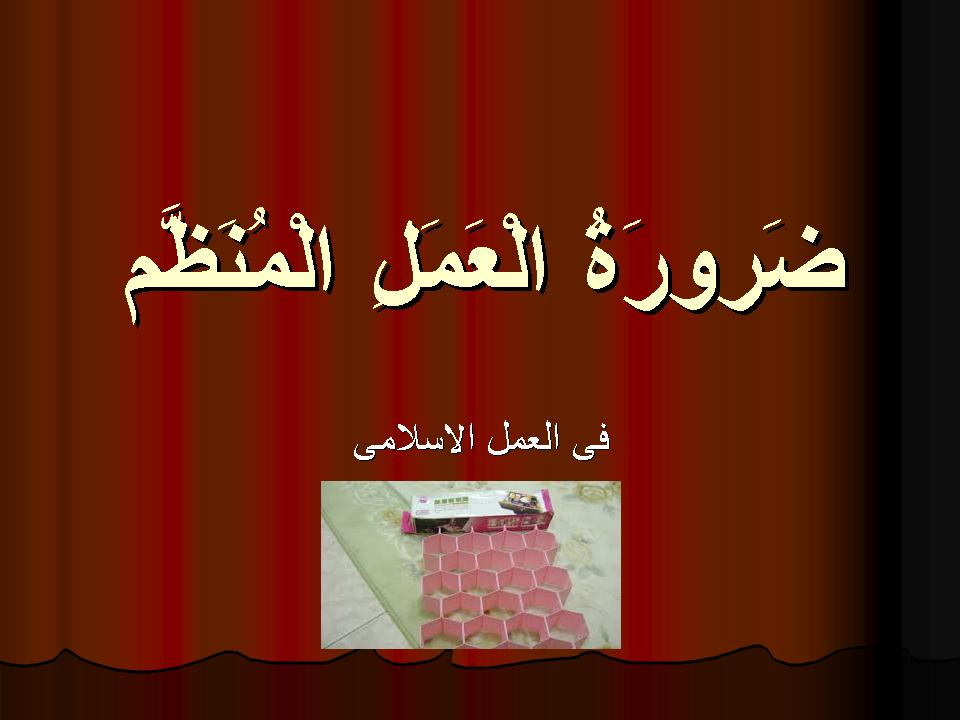 ضَرورَةُ الْعَمَلِ الْمُنَظَّم
فى العمل الاسلامى